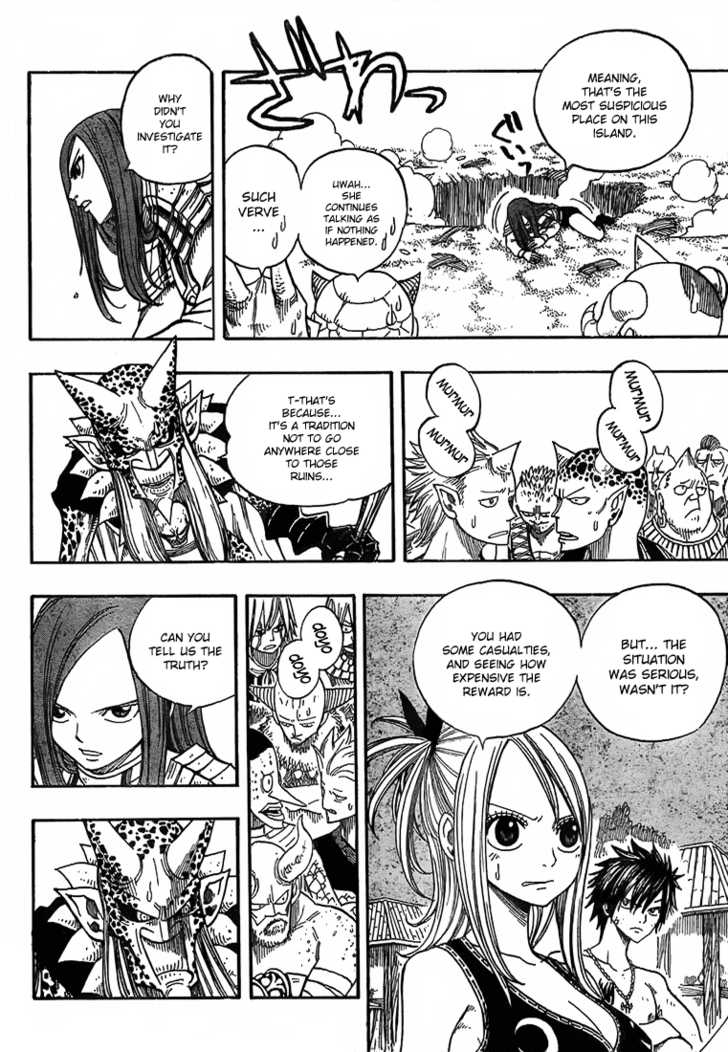 MEANING,
THAT'S THE
MOST SUSPICIOUS
PLACE ON THIS
ISLAND.
UWAH...
SHE
CONTINUES
TALKING AS
IF NOTHING
HAPPENED.
SUCH
VERVE
...
WHY
DIDN'T
YOU
INVESTIGATE
IT?
MURMUR
MURMUR
MURMUR
MURMUR
T-THAT'S
BECAUSE...
IT'S A TRADITION
NOT TO GO
ANYWHERE CLOSE
TO THOSE
RUINS...
BUT... THE
SITUATION
WAS SERIOUS,
WASN'T IT?
YOU HAD
SOME CASUALTIES,
AND SEEING HOW
EXPENSIVE THE
REWARD IS.
doyo
doyo
CAN YOU
TELL US THE
TRUTH?